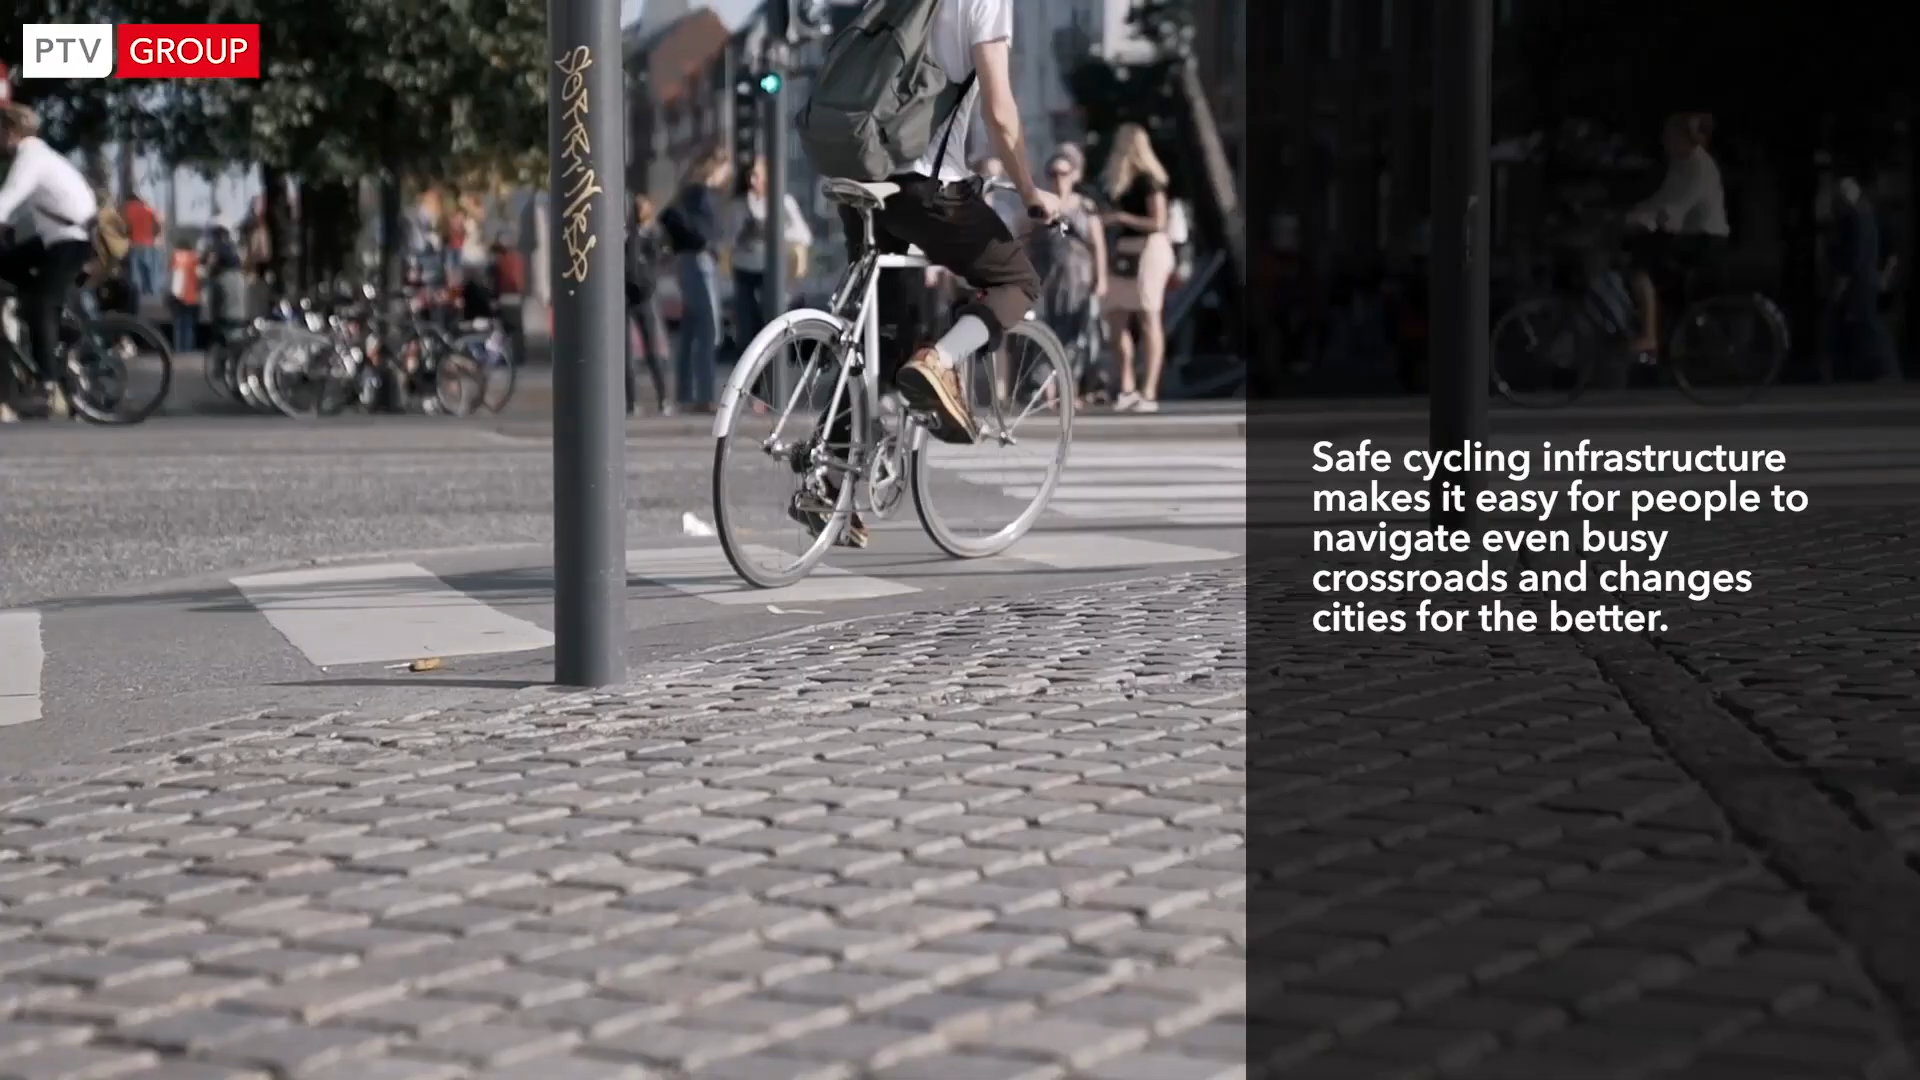 PTV GROUP
Safe cycling infrastructure
makes it easy for people to
navigate even busy
crossroads and changes
cities for the better.